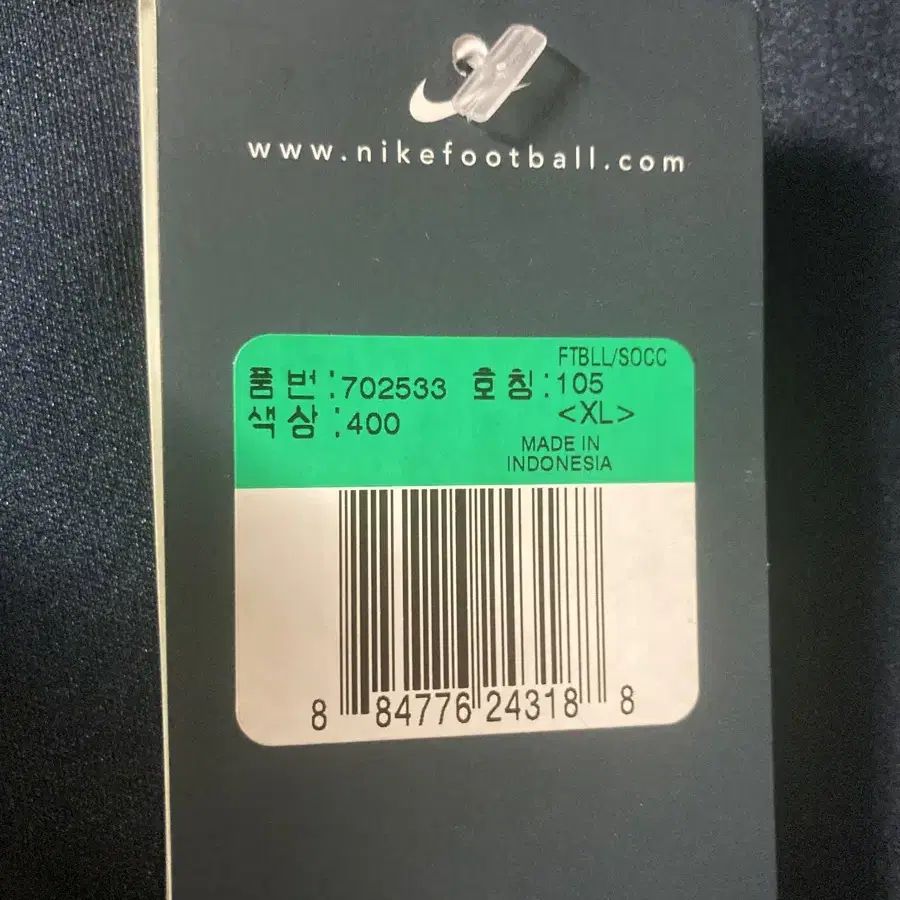 www.nikefootball.com
FTBLL/SOCC
품번:702533 호칭:105
색상:400 <XL>
MADE IN
INDONESIA
8 84776 24318 8